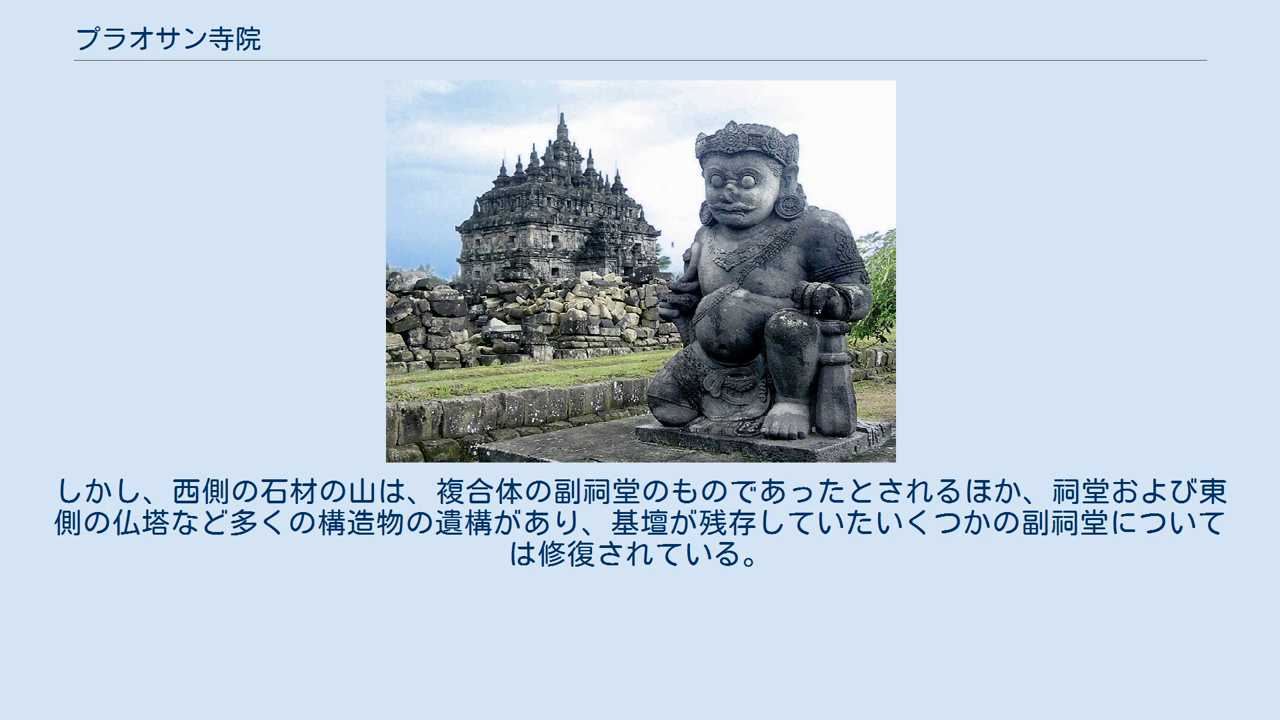 プラオサン寺院
しかし、西側の石材の山は、複合体の副祠堂のものであったとされるほか、祠堂および東
側の仏塔など多くの構造物の遺構があり、基壇が残存していたいくつかの副祠堂について
は修復されている。